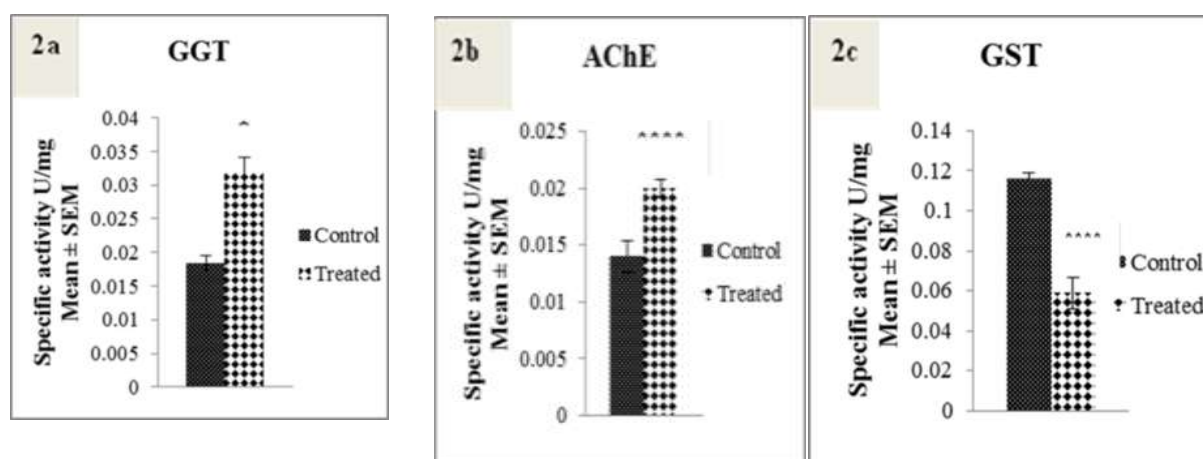 2a
GGT
Specific activity U/mg
Mean ± SEM
0.04
0.035
0.03
0.025
0.02
0.015
0.01
0.005
0
*
Control
Treated
2b
AChE
Specific activity U/mg
Mean ± SEM
0.025
0.02
0.015
0.01
0.005
0
****
Control
Treated
2c
GST
Specific activity U/mg
Mean ± SEM
0.14
0.12
0.1
0.08
0.06
0.04
0.02
0
****
Control
Treated